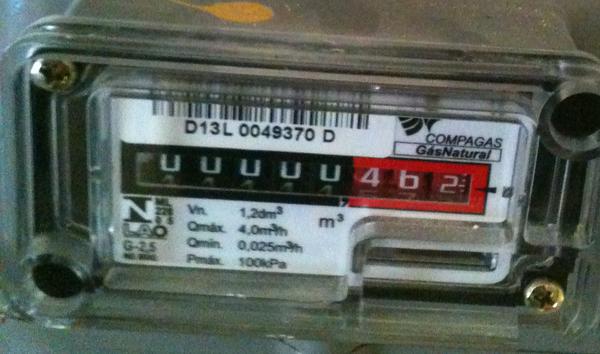 D13L 0049370 D
COMPAGAS
GásNatural
0 0 0 0 0 4 6 2
m³
Vn. 1,2dm³
Qmáx. 4,0m³/h
Qmín. 0,025m³/h
Pmáx. 100kPa
N
LAO
G-2,5